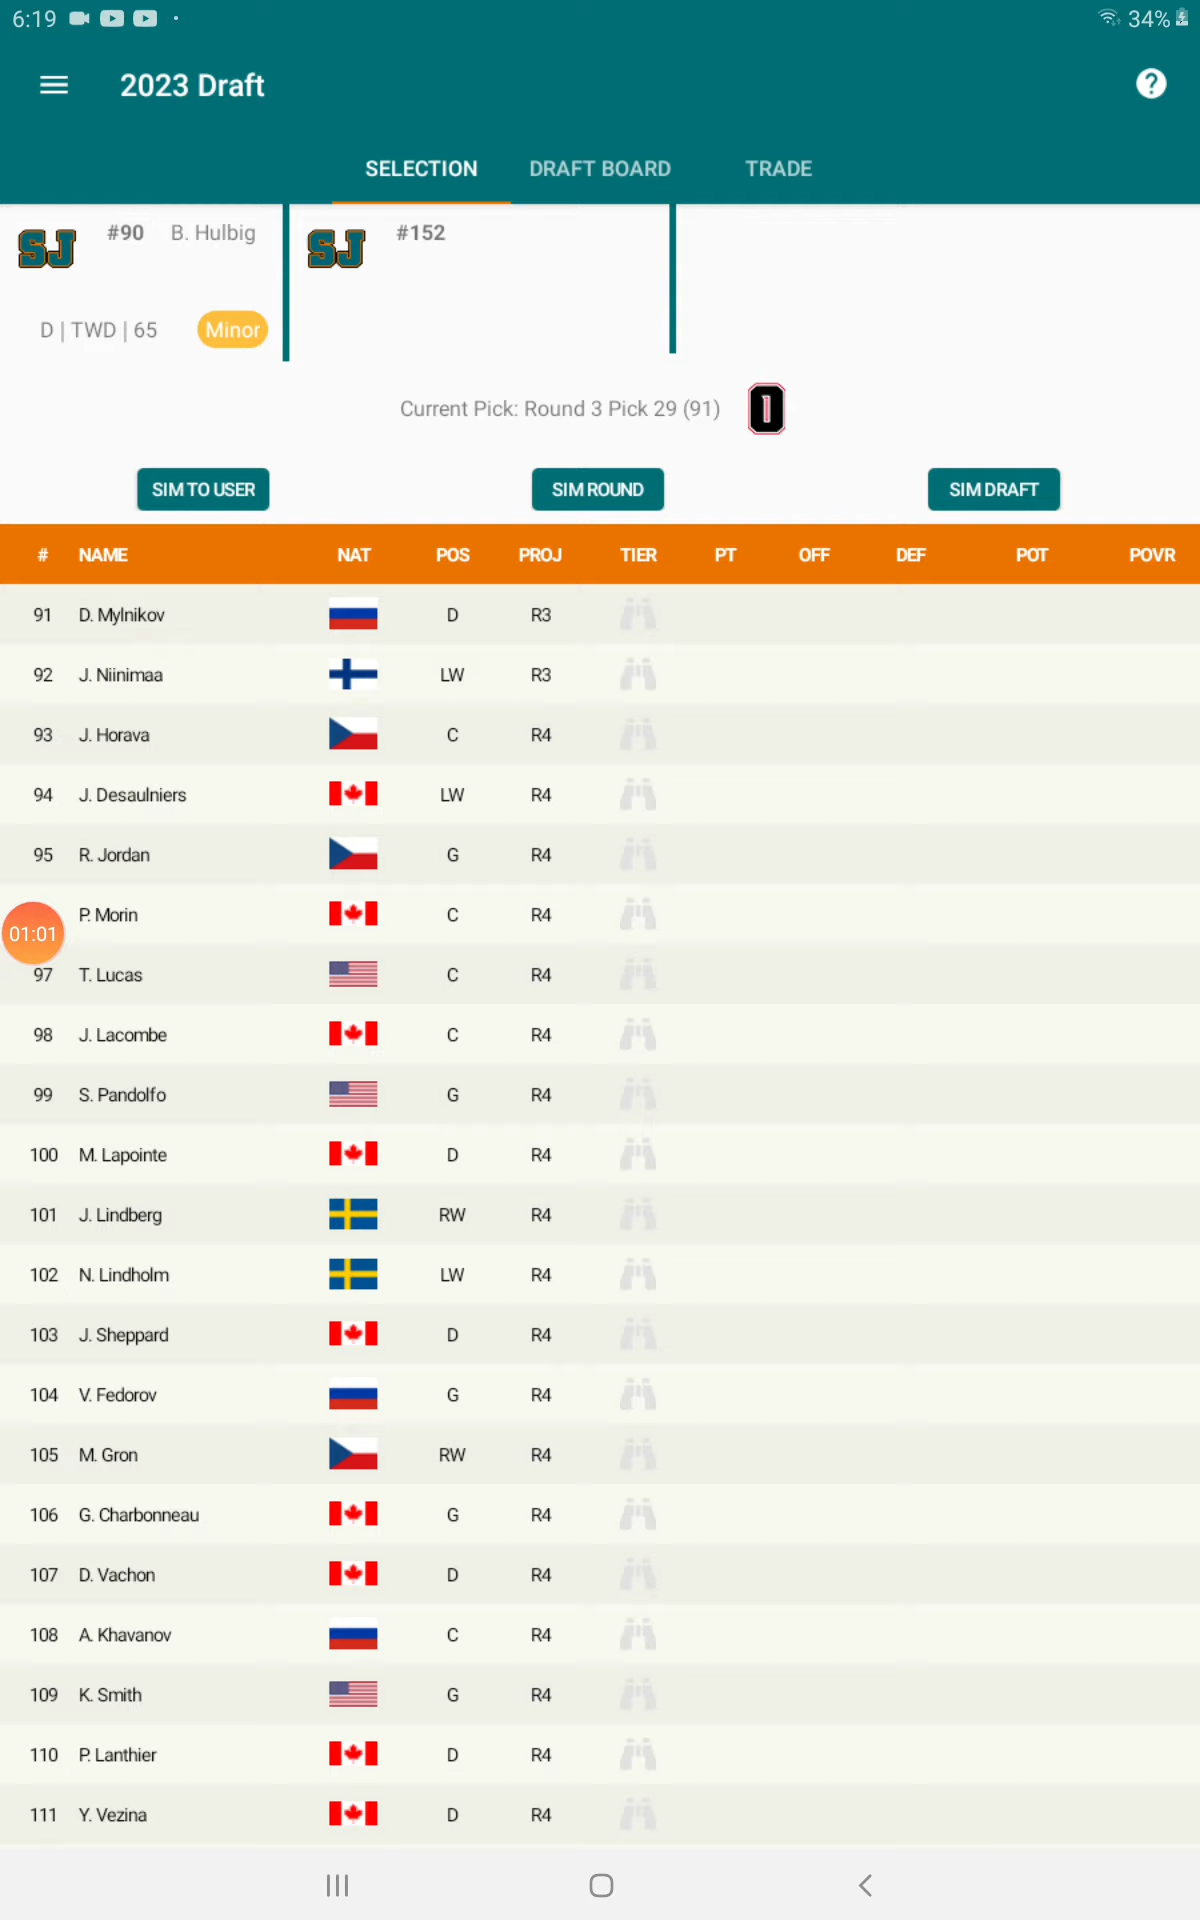 6:19 34%
2023 Draft ?
SELECTION DRAFT BOARD TRADE
SJ #90 B. Hulbig SJ #152
D | TWD | 65 Minor
Current Pick: Round 3 Pick 29 (91)
SIM TO USER SIM ROUND SIM DRAFT
# NAME NAT POS PROJ TIER PT OFF DEF POT POVR
91 D. Mylnikov D R3
92 J. Niinimaa LW R3
93 J. Horava C R4
94 J. Desaulniers LW R4
95 R. Jordan G R4
P. Morin C R4
01:01
97 T. Lucas C R4
98 J. Lacombe C R4
99 S. Pandolfo G R4
100 M. Lapointe D R4
101 J. Lindberg RW R4
102 N. Lindholm LW R4
103 J. Sheppard D R4
104 V. Fedorov G R4
105 M. Gron RW R4
106 G. Charbonneau G R4
107 D. Vachon D R4
108 A. Khavanov C R4
109 K. Smith G R4
110 P. Lanthier D R4
111 Y. Vezina D R4